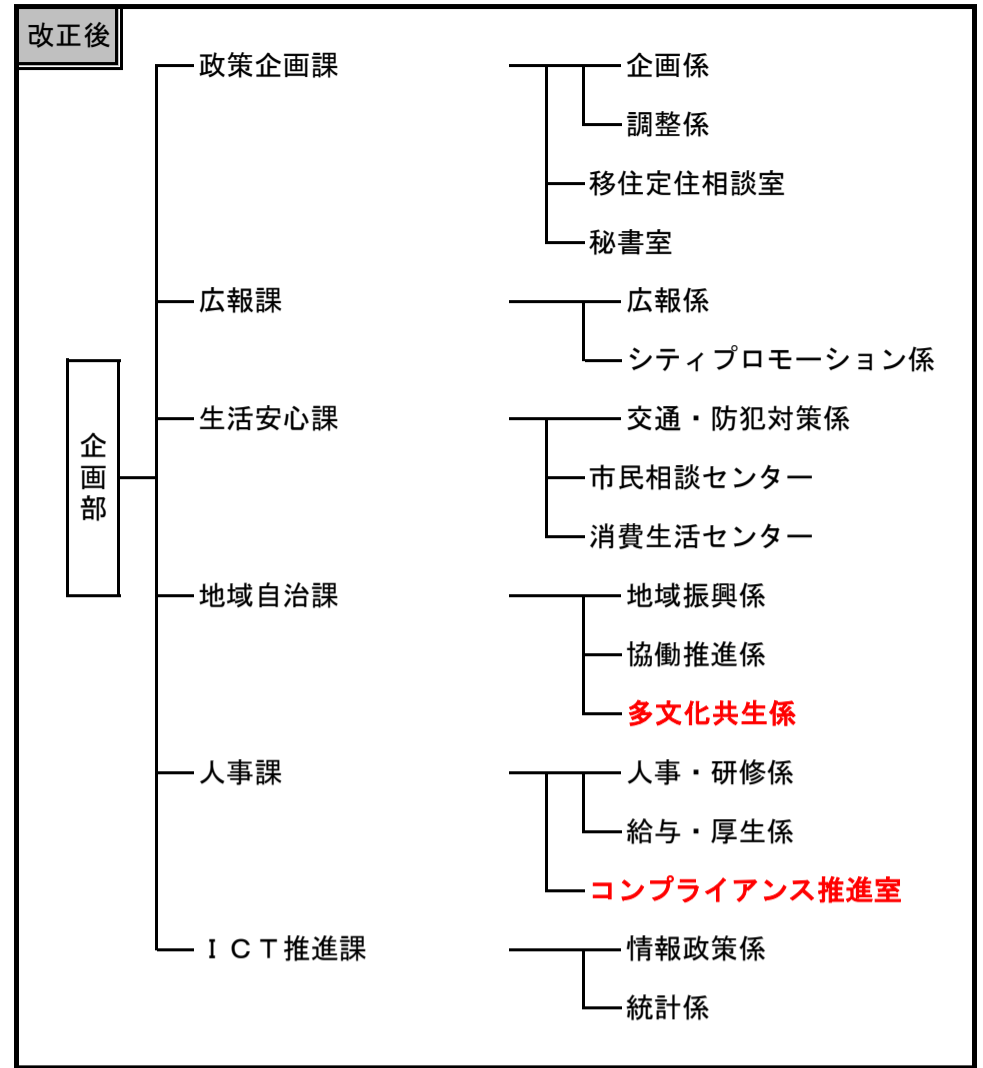 改正後
企画部
政策企画課
企画係
調整係
移住定住相談室
秘書室
広報課
広報係
シティプロモーション係
生活安心課
交通・防犯対策係
市民相談センター
消費生活センター
地域自治課
地域振興係
協働推進係
多文化共生係
人事課
人事・研修係
給与・厚生係
コンプライアンス推進室
ＩＣＴ推進課
情報政策係
統計係